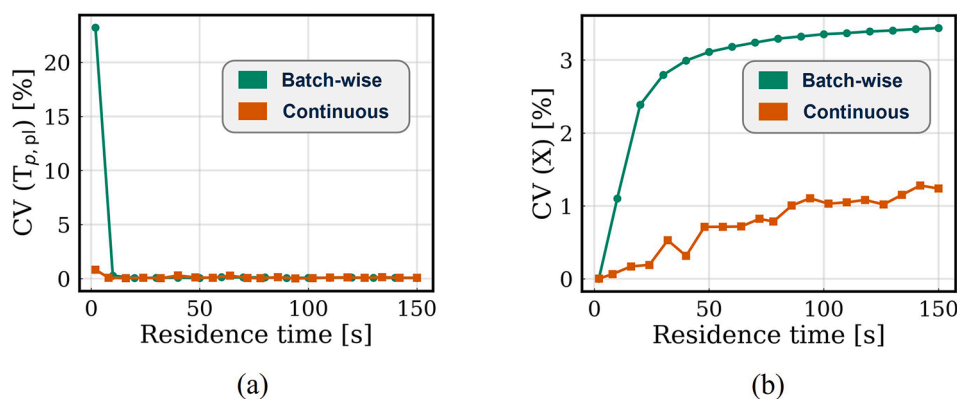 CV (T_{p,pl}) [%]
20
15
10
5
0
Batch-wise
Continuous
0
50
100
150
Residence time [s]
(a)
CV (X) [%]
3
2
1
0
Batch-wise
Continuous
0
50
100
150
Residence time [s]
(b)